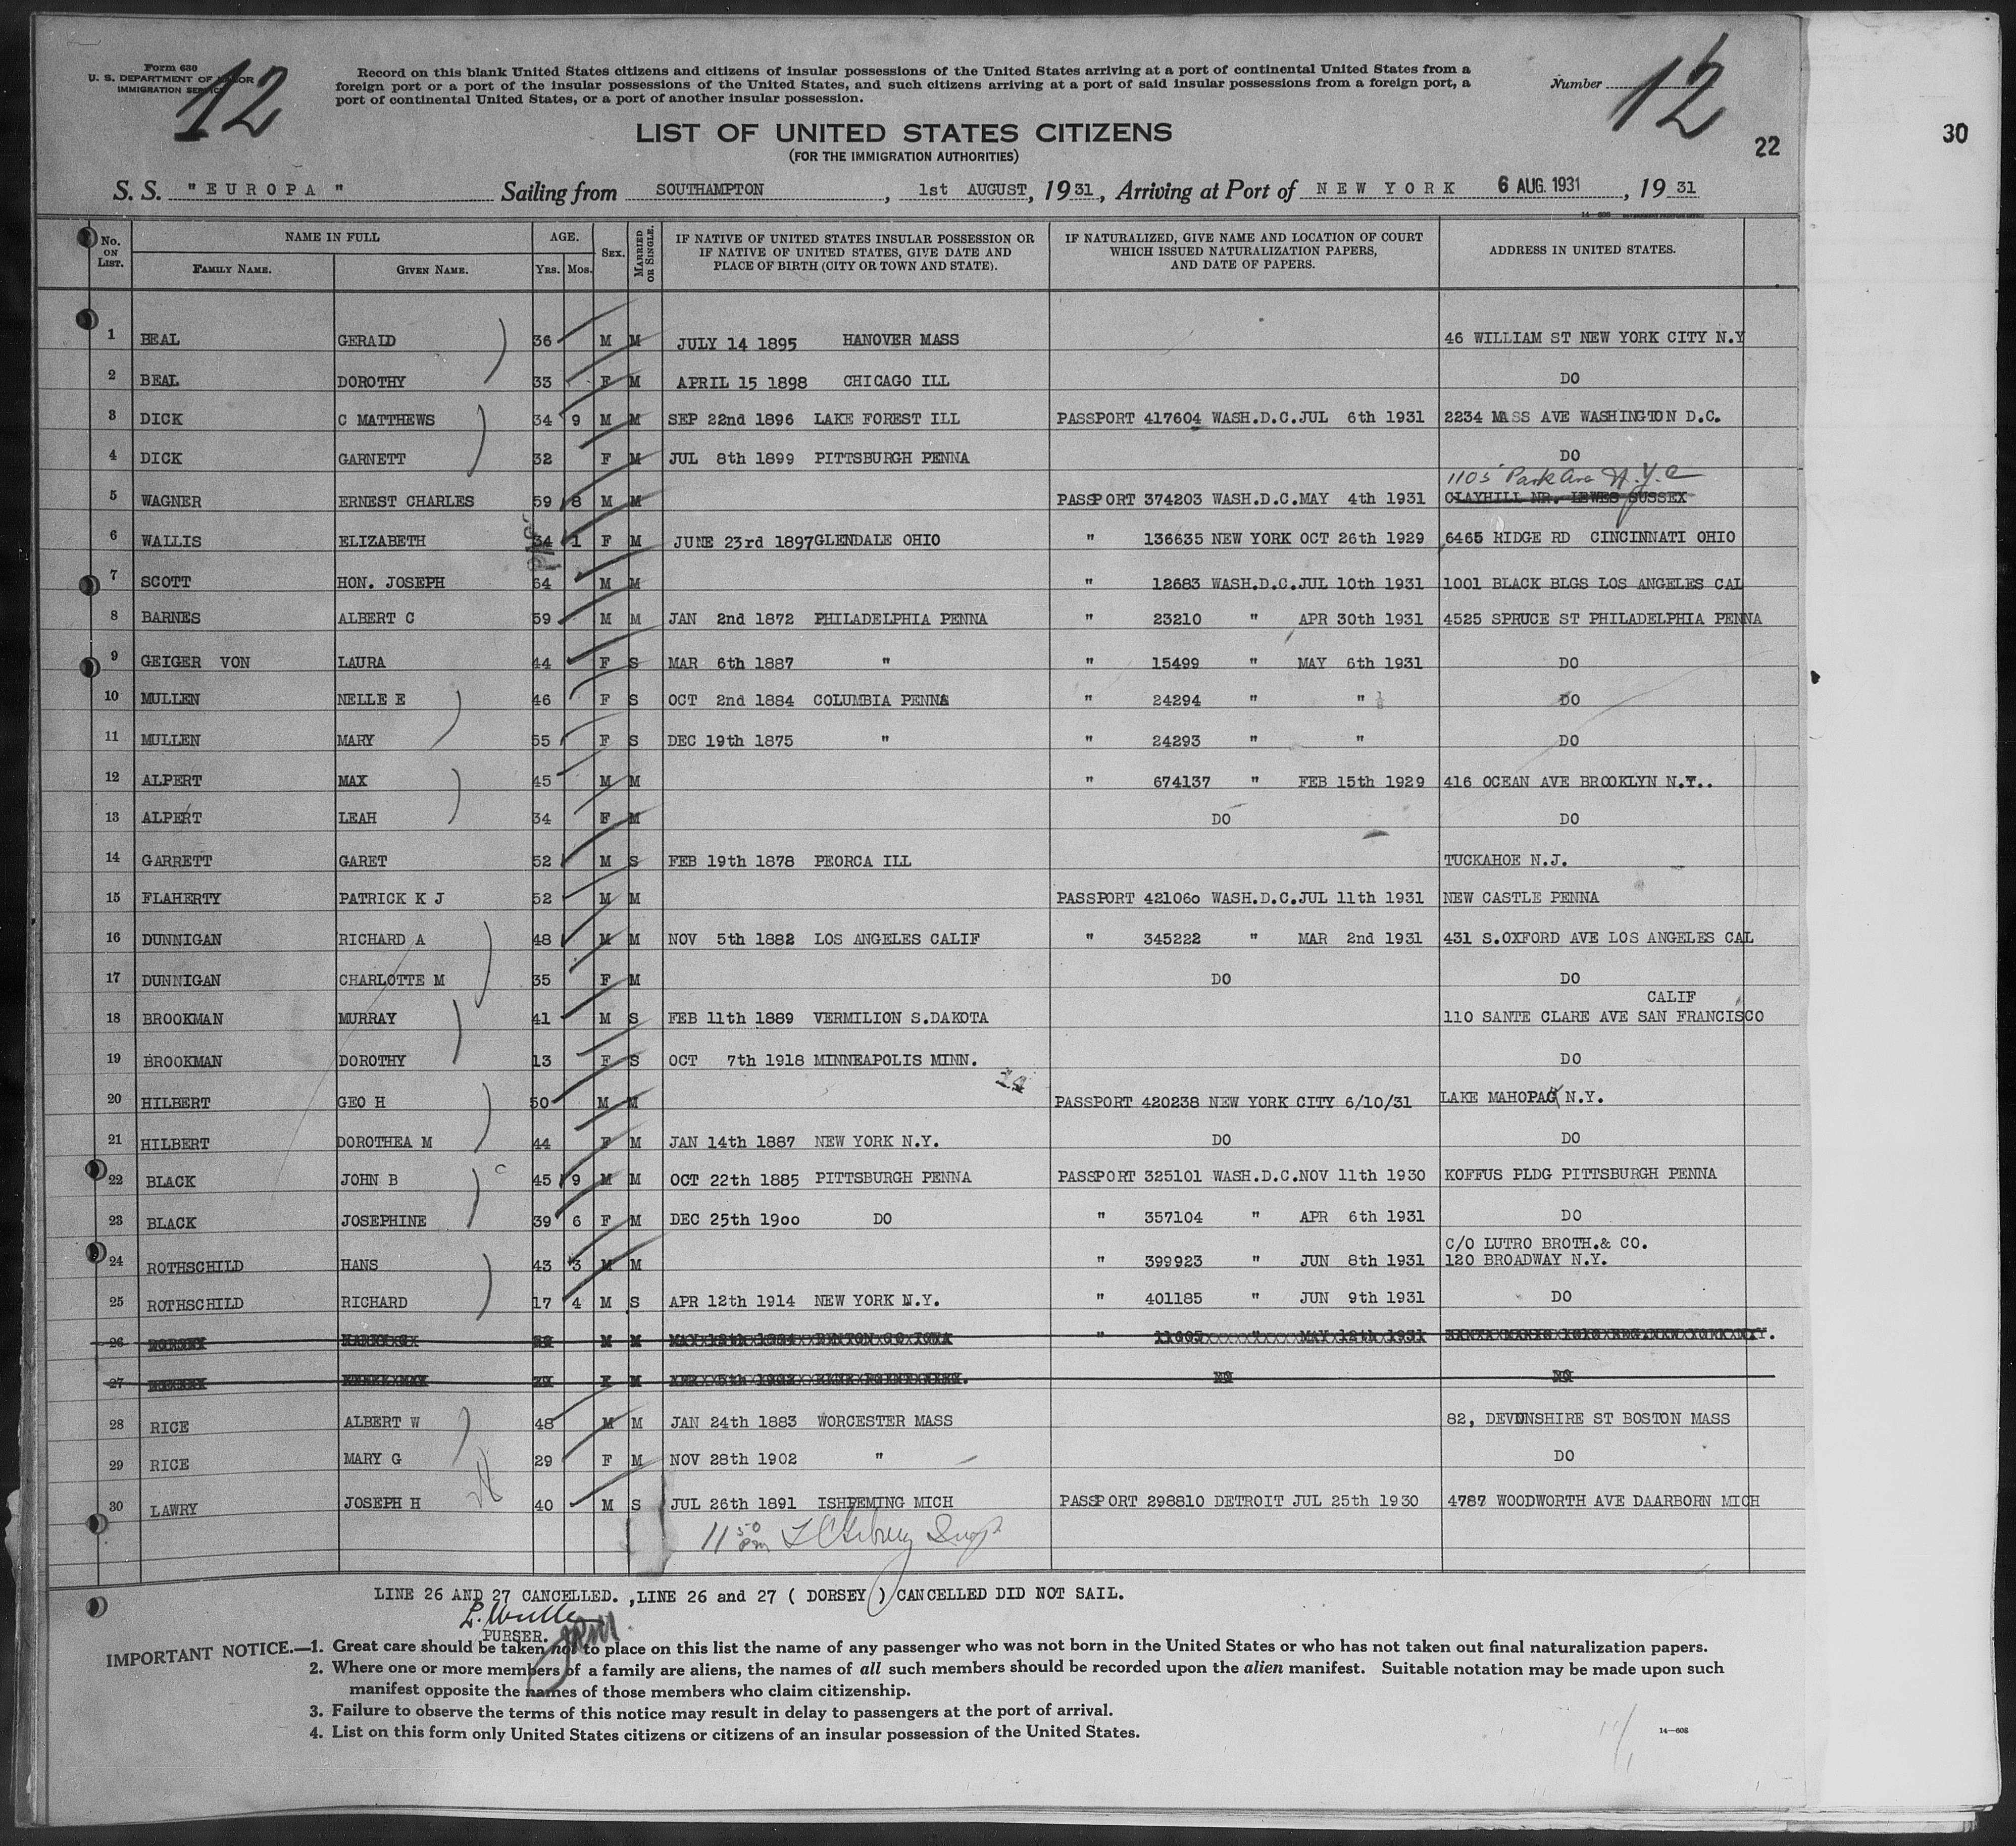 Form 630
U. S. DEPARTMENT OF LABOR
IMMIGRATION SERVICE
12
Record on this blank United States citizens and citizens of insular possessions of the United States arriving at a port of continental United States from a
foreign port or a port of the insular possessions of the United States, and such citizens arriving at a port of said insular possessions from a foreign port, a
port of continental United States, or a port of another insular possession.
Number 12
LIST OF UNITED STATES CITIZENS
(FOR THE IMMIGRATION AUTHORITIES)
22
30
S. S. "EUROPA" Sailing from SOUTHAMPTON, 1st AUGUST, 1931, Arriving at Port of NEW YORK 6 AUG. 1931, 1931
No. ON LIST. NAME IN FULL FAMILY NAME. GIVEN NAME. AGE. YRS. MOS. SEX. MARRIED OR SINGLE. IF NATIVE OF UNITED STATES INSULAR POSSESSION OR IF NATIVE OF UNITED STATES, GIVE DATE AND PLACE OF BIRTH (CITY OR TOWN AND STATE). IF NATURALIZED, GIVE NAME AND LOCATION OF COURT WHICH ISSUED NATURALIZATION PAPERS, AND DATE OF PAPERS. ADDRESS IN UNITED STATES.
1 BEAL GERALD 36 M M JULY 14 1895 HANOVER MASS 46 WILLIAM ST NEW YORK CITY N.Y
2 BEAL DOROTHY 33 F M APRIL 15 1898 CHICAGO ILL DO
3 DICK C MATTHEWS 34 9 M M SEP 22nd 1896 LAKE FOREST ILL PASSPORT 417604 WASH.D.C.JUL 6th 1931 2234 MASS AVE WASHINGTON D.C.
4 DICK GARNETT 32 F M JUL 8th 1899 PITTSBURGH PENNA DO
1105 Park Ave N.Y.C
5 WAGNER ERNEST CHARLES 59 8 M M PASSPORT 374203 WASH.D.C.MAY 4th 1931 CLAYHILL NR. LEWES SUSSEX
6 WALLIS ELIZABETH 34 1 F M JUNE 23rd 1897GLENDALE OHIO " 136635 NEW YORK OCT 26th 1929 6465 RIDGE RD CINCINNATI OHIO
7 SCOTT HON. JOSEPH 64 M M " 12683 WASH.D.C.JUL 10th 1931 1001 BLACK BLGS LOS ANGELES CAL
8 BARNES ALBERT C 59 M M JAN 2nd 1872 PHILADELPHIA PENNA " 23210 " APR 30th 1931 4525 SPRUCE ST PHILADELPHIA PENNA
9 GEIGER VON LAURA 44 F S MAR 6th 1887 " " 15499 " MAY 6th 1931 DO
10 MULLEN NELLE E 46 F S OCT 2nd 1884 COLUMBIA PENNA " 24294 " " DO
11 MULLEN MARY 55 F S DEC 19th 1875 " " 24293 " " DO
12 ALPERT MAX 45 M M " 674137 " FEB 15th 1929 416 OCEAN AVE BROOKLYN N.Y..
13 ALPERT LEAH 34 F M DO DO
14 GARRETT GARET 52 M S FEB 19th 1878 PEORCA ILL TUCKAHOE N.J.
15 FLAHERTY PATRICK K J 52 M M PASSPORT 421060 WASH.D.C.JUL 11th 1931 NEW CASTLE PENNA
16 DUNNIGAN RICHARD A 48 M M NOV 5th 1882 LOS ANGELES CALIF " 345222 " MAR 2nd 1931 431 S.OXFORD AVE LOS ANGELES CAL
17 DUNNIGAN CHARLOTTE M 35 F M DO DO
CALIF
18 BROOKMAN MURRAY 41 M S FEB 11th 1889 VERMILION S.DAKOTA 110 SANTE CLARE AVE SAN FRANCISCO
19 BROOKMAN DOROTHY 13 F S OCT 7th 1918 MINNEAPOLIS MINN. DO
20 HILBERT GEO H 50 M M PASSPORT 420238 NEW YORK CITY 6/10/31 LAKE MAHOPAC N.Y.
21 HILBERT DOROTHEA M 44 F M JAN 14th 1887 NEW YORK N.Y. DO DO
22 BLACK JOHN B 45 9 M M OCT 22th 1885 PITTSBURGH PENNA PASSPORT 325101 WASH.D.C.NOV 11th 1930 KOFFUS PLDG PITTSBURGH PENNA
23 BLACK JOSEPHINE 39 6 F M DEC 25th 1900 DO " 357104 " APR 6th 1931 DO
C/O LUTRO BROTH.& CO.
24 ROTHSCHILD HANS 43 3 M M " 399923 " JUN 8th 1931 120 BROADWAY N.Y.
25 ROTHSCHILD RICHARD 17 4 M S APR 12th 1914 NEW YORK N.Y. " 401185 " JUN 9th 1931 DO
26 DORSEY M M " MAY 12th 1931
27 F M
28 RICE ALBERT W 48 M M JAN 24th 1883 WORCESTER MASS 82, DEVONSHIRE ST BOSTON MASS
29 RICE MARY G 29 F M NOV 28th 1902 " DO
30 LAWRY JOSEPH H 40 M S JUL 26th 1891 ISHPEMING MICH PASSPORT 298810 DETROIT JUL 25th 1930 4787 WOODWORTH AVE DAARBORN MICH
11 50 pm
LINE 26 AND 27 CANCELLED. ,LINE 26 and 27 ( DORSEY ) CANCELLED DID NOT SAIL.
PURSER.
IMPORTANT NOTICE.—1. Great care should be taken not to place on this list the name of any passenger who was not born in the United States or who has not taken out final naturalization papers.
2. Where one or more members of a family are aliens, the names of all such members should be recorded upon the alien manifest. Suitable notation may be made upon such
manifest opposite the names of those members who claim citizenship.
3. Failure to observe the terms of this notice may result in delay to passengers at the port of arrival.
4. List on this form only United States citizens or citizens of an insular possession of the United States.
14—608